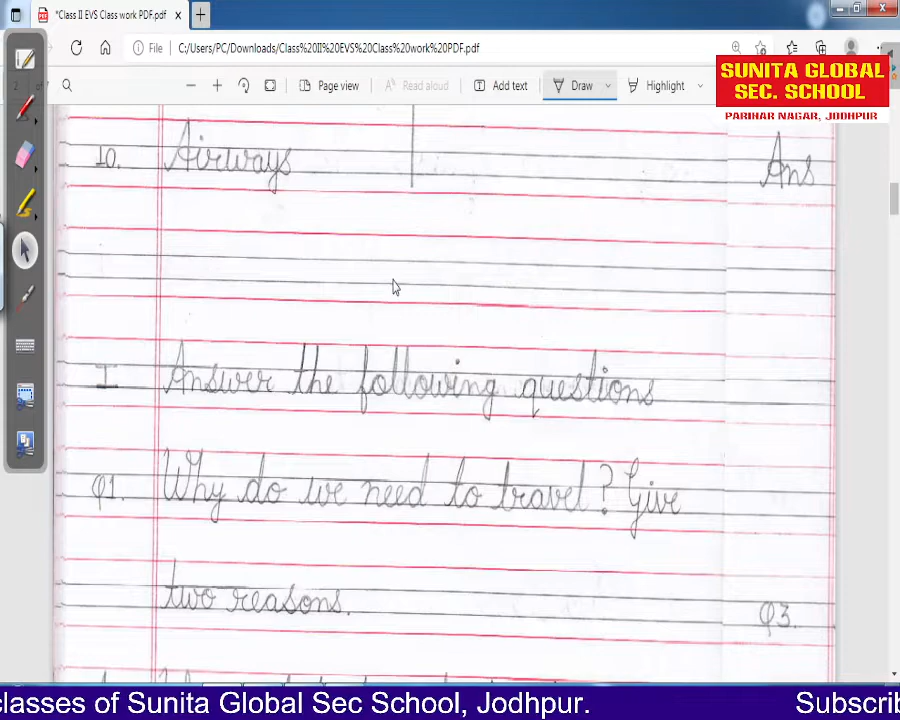 *Class II EVS Class work PDF.pdf
File
C:/Users/PC/Downloads/Class%20II%20EVS%20Class%20work%20PDF.pdf
2
Page view
Read aloud
Add text
Draw
Highlight
SUNITA GLOBAL
SEC. SCHOOL
PARIHAR NAGAR, JODHPUR
10. Airways
Ans
I Answer the following questions
Q1. Why do we need to travel? Give
two reasons.
Q3.
classes of Sunita Global Sec School, Jodhpur.
Subscrib